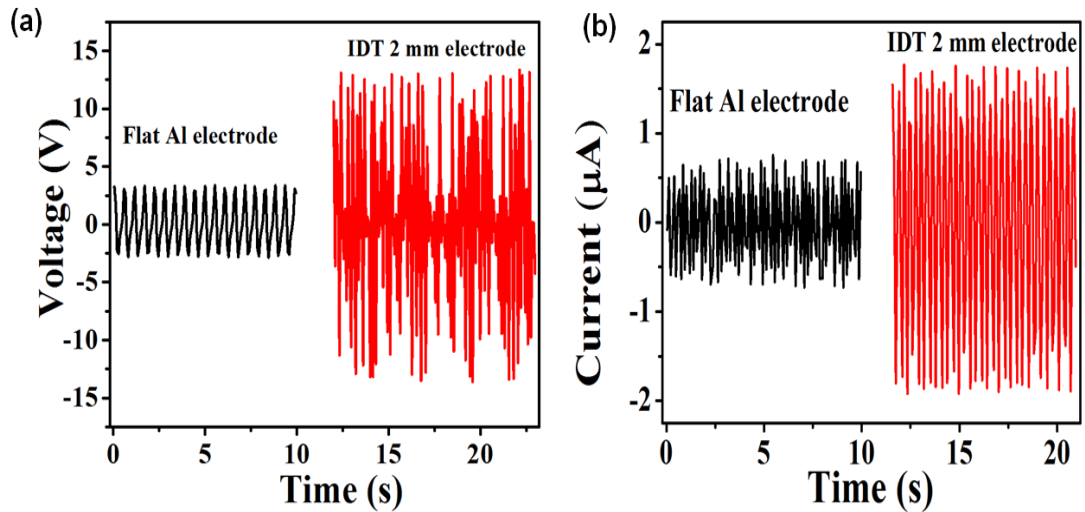 (a)
15
10
5
0
-5
-10
-15
Voltage (V)
IDT 2 mm electrode
Flat Al electrode
0
5
10
15
20
Time (s)
(b)
2
1
0
-1
-2
Current (μA)
IDT 2 mm electrode
Flat Al electrode
0
5
10
15
20
Time (s)